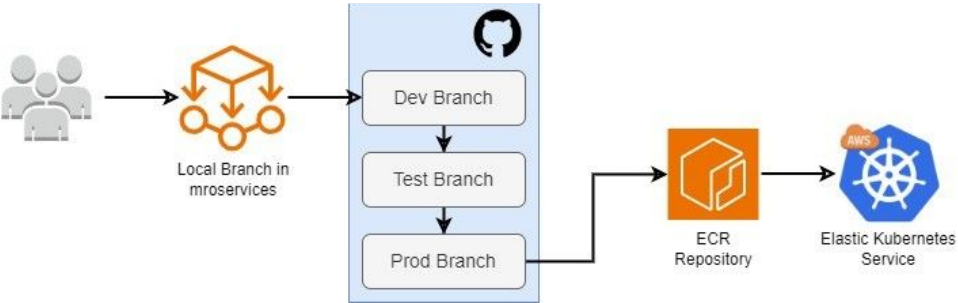 Local Branch in
mroservices
Dev Branch
Test Branch
Prod Branch
ECR
Repository
AWS
Elastic Kubernetes
Service